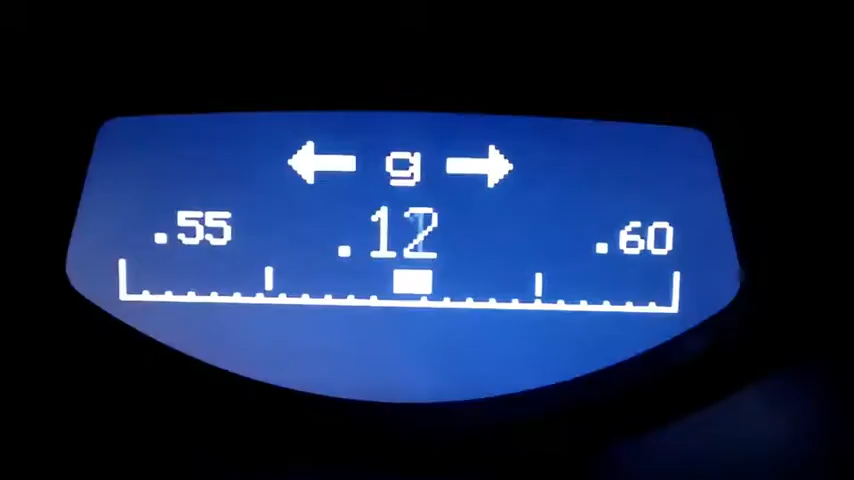 ← g →
.55 .12 .60